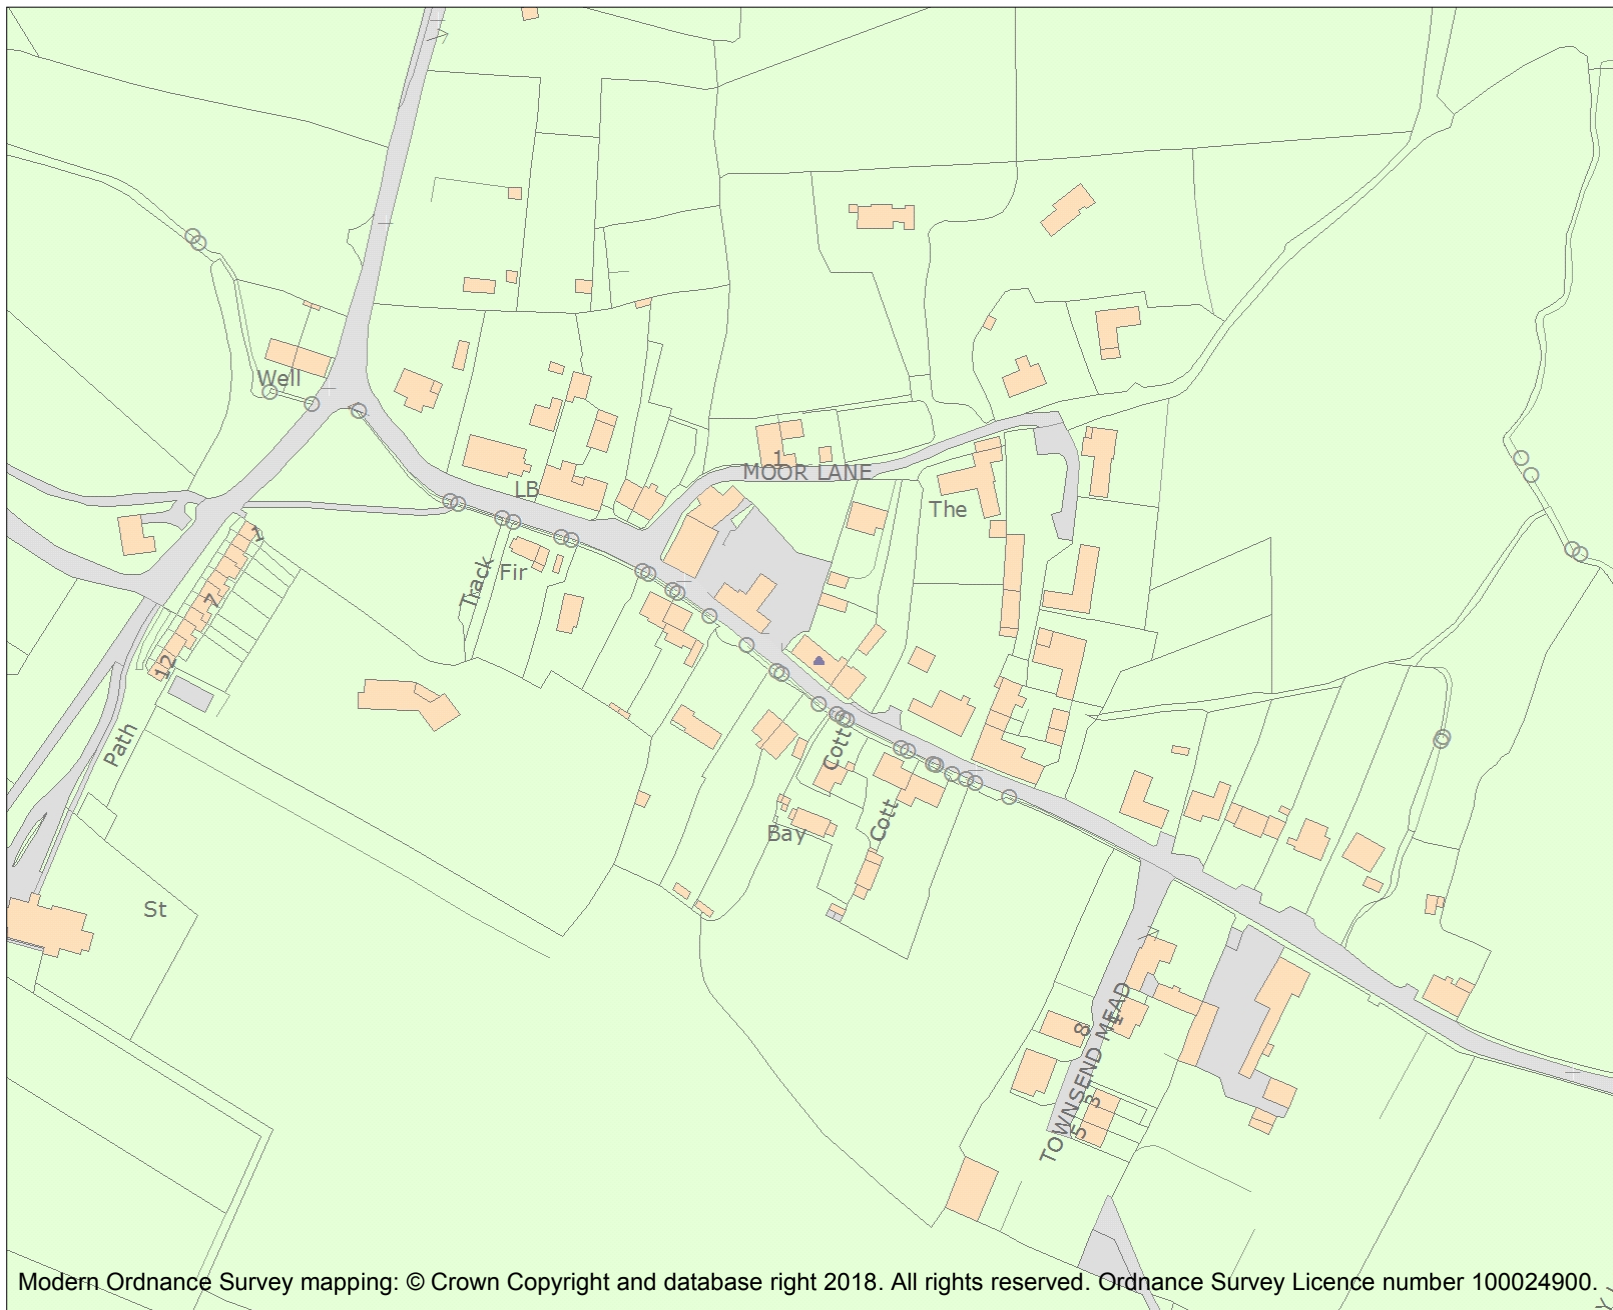 Well
1
MOOR LANE
LB
The
1
Fir
Track
7
12
Cott
Path
Bay
Cott
St
8
1
TOWNSEND MEAD
3
5
Modern Ordnance Survey mapping: © Crown Copyright and database right 2018. All rights reserved. Ordnance Survey Licence number 100024900.